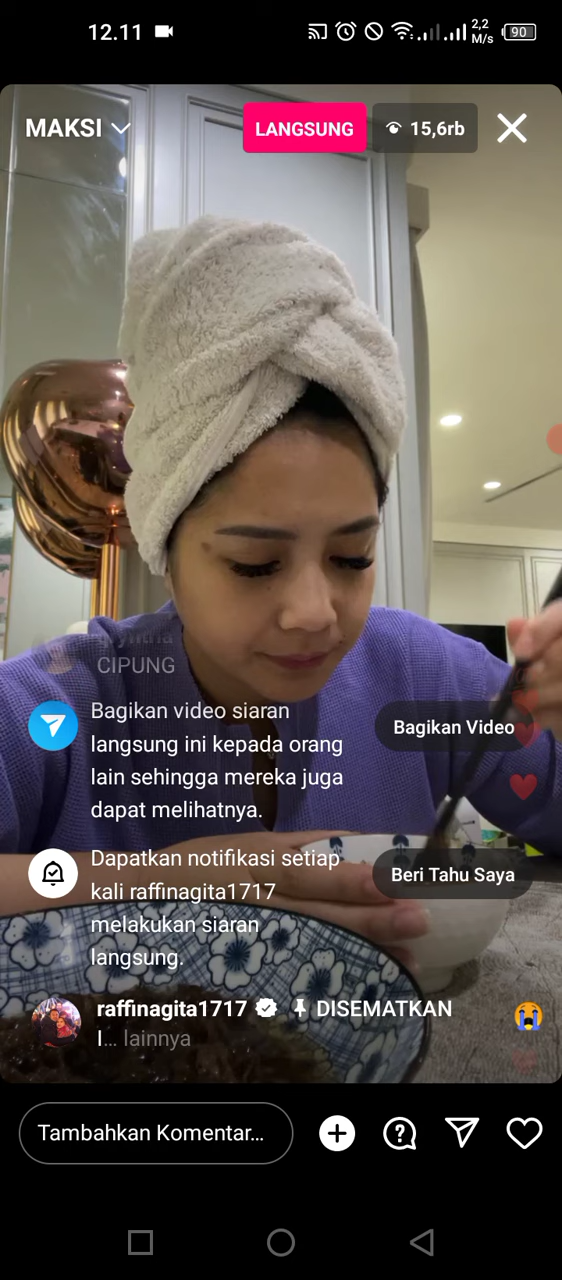 12.11 2,2 M/s 90
MAKSI LANGSUNG 15,6rb
CIPUNG
Bagikan video siaran
langsung ini kepada orang
lain sehingga mereka juga
dapat melihatnya.
Bagikan Video
Dapatkan notifikasi setiap
kali raffinagita1717
melakukan siaran
langsung.
Beri Tahu Saya
raffinagita1717 DISEMATKAN
I… lainnya
Tambahkan Komentar...